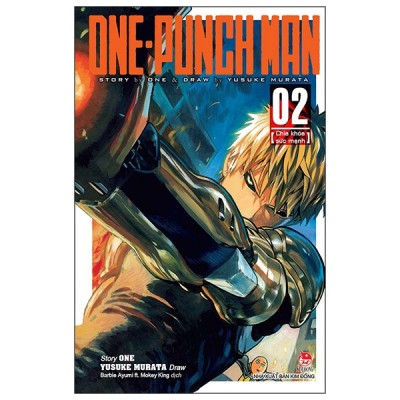 ONE-PUNCH MAN
STORY by ONE & DRAW by YUSUKE MURATA
02
Chìa khóa
sức mạnh
Story ONE
YUSUKE MURATA Draw
Barbie Ayumi ft. Mokey King dịch
NHÀ XUẤT BẢN KIM ĐỒNG